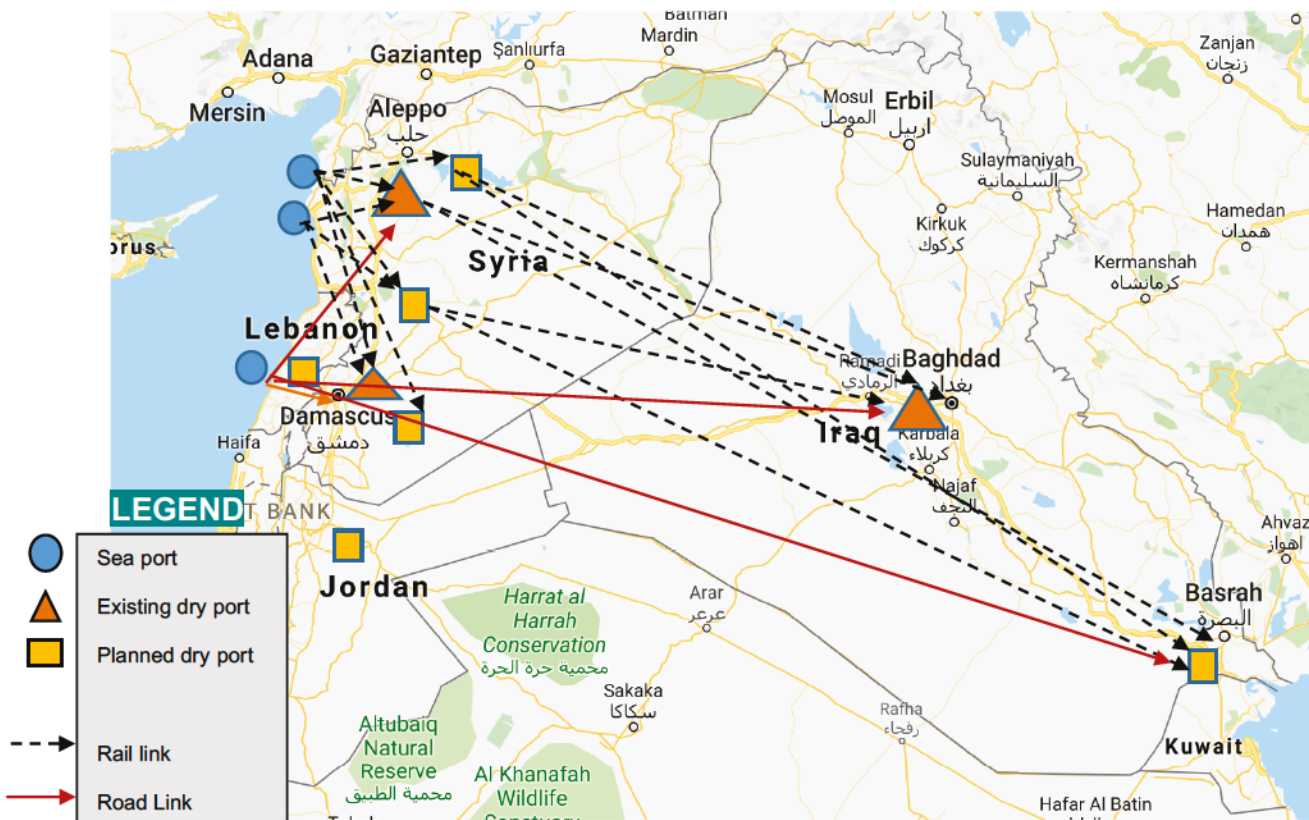 Batman
Mardin
Zanjan
زنجان
Adana
Gaziantep
Şanlıurfa
Mersin
Aleppo
حلب
Mosul
الموصل
Erbil
اربيل
Sulaymaniyah
السليمانية
Kirkuk
كركوك
Hamedan
همدان
Kermanshah
كرمانشاه
prus
Syria
Lebanon
Ramadi
الرمادي
Baghdad
بغداد
Damascus
دمشق
Iraq
Karbala
كربلاء
Haifa
Najaf
النجف
LEGEND
T BANK
Ahvaz
اهواز
Sea port
Existing dry port
Planned dry port
Rail link
Road Link
Jordan
Harrat al
Harrah
Conservation
محمية حرة الحرة
Arar
عرعر
Basrah
البصرة
Sakaka
سكاكا
Rafha
رفحاء
Altubaiq
Natural
Reserve
محمية الطبيق
Kuwait
Al Khanafah
Wildlife
Sanctuary
Hafar Al Batin